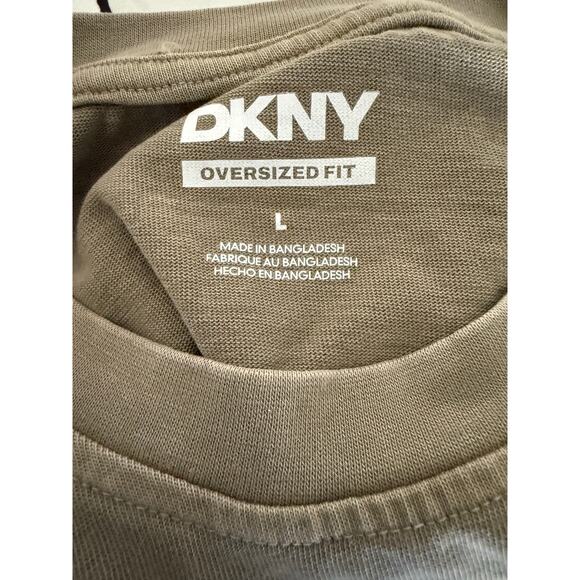 DKNY
OVERSIZED FIT
L
MADE IN BANGLADESH
FABRIQUE AU BANGLADESH
HECHO EN BANGLADESH